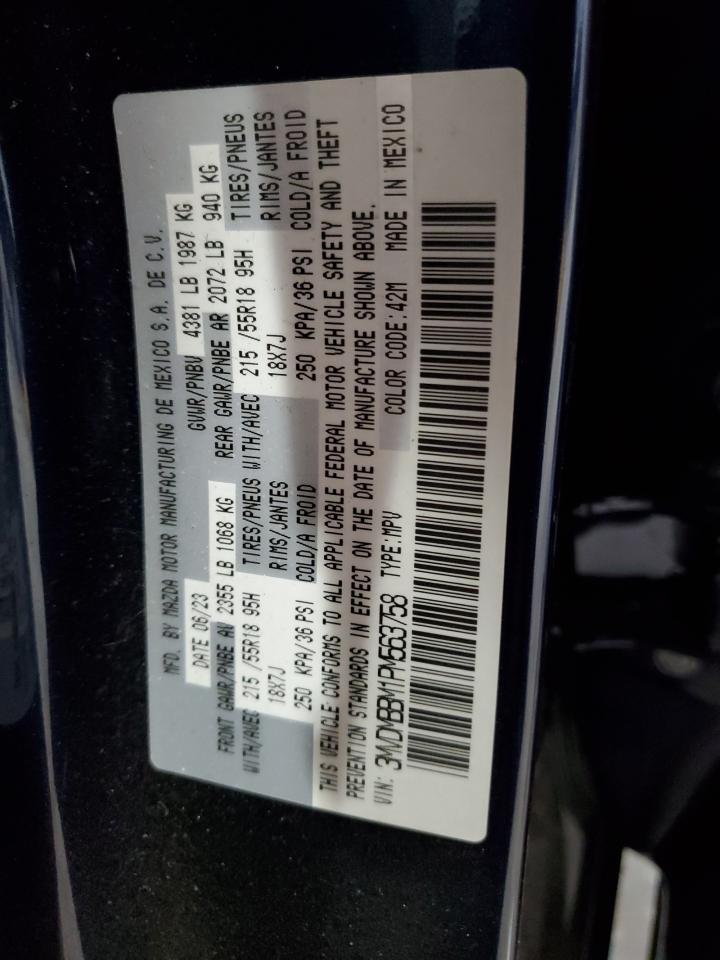 MFD. BY MAZDA MOTOR MANUFACTURING DE MEXICO S.A. DE C.V.
DATE 06/23 GVWR/PNBV 4381 LB 1987 KG
FRONT GAWR/PNBE AV 2355 LB 1068 KG REAR GAWR/PNBE AR 2072 LB 940 KG
WITH/AVEC 215 /55R18 95H TIRES/PNEUS WITH/AVEC 215 /55R18 95H TIRES/PNEUS
18X7J RIMS/JANTES 18X7J RIMS/JANTES
250 KPA/36 PSI COLD/A FROID 250 KPA/36 PSI COLD/A FROID
THIS VEHICLE CONFORMS TO ALL APPLICABLE FEDERAL MOTOR VEHICLE SAFETY AND THEFT
PREVENTION STANDARDS IN EFFECT ON THE DATE OF MANUFACTURE SHOWN ABOVE.
VIN: 3MVDMBBM1PM563758 TYPE:MPV COLOR CODE:42M MADE IN MEXICO